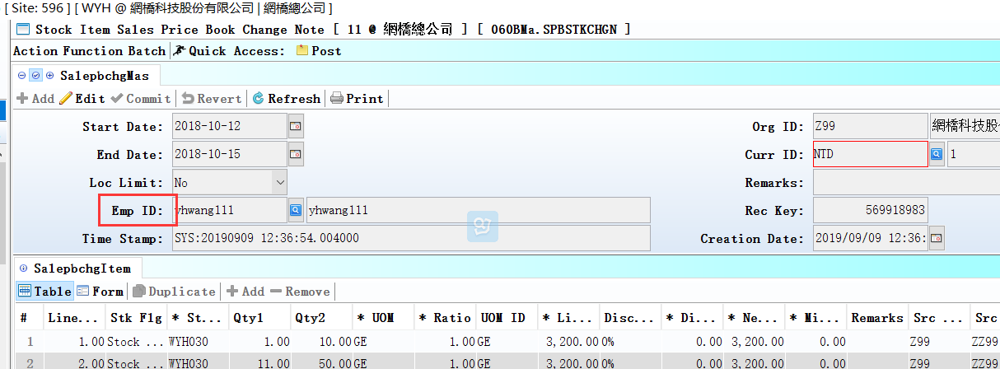 [ Site: 596 ] [ WYH @ 網橋科技股份有限公司 | 網橋總公司 ]
Stock Item Sales Price Book Change Note [ 11 @ 網橋總公司 ] [ 060BMa.SPBSTKCHGN ]
Action Function Batch Quick Access: Post
SalepbchgMas
Add Edit Commit Revert Refresh Print
Start Date: 2018-10-12 Org ID: Z99 網橋科技股份
End Date: 2018-10-15 Curr ID: NTD 1
Loc Limit: No Remarks:
Emp ID: yhwang111 yhwang111 Rec Key: 569918983
Time Stamp: SYS:20190909 12:36:54.004000 Creation Date: 2019/09/09 12:36:
SalepbchgItem
Table Form Duplicate Add Remove
# Line... Stk Flg * St... Qty1 Qty2 * UOM * Ratio UOM ID * Li... Disc... * Di... * Ne... * Mi... Remarks Src ... Src
1 1.00 Stock ... WYH030 1.00 10.00 GE 1.00 GE 3,200.00 0% 0.00 3,200.00 0.00 Z99 ZZ99
2 2.00 Stock ... WYH030 11.00 50.00 GE 1.00 GE 3,200.00 0% 0.00 3,200.00 0.00 Z99 ZZ99